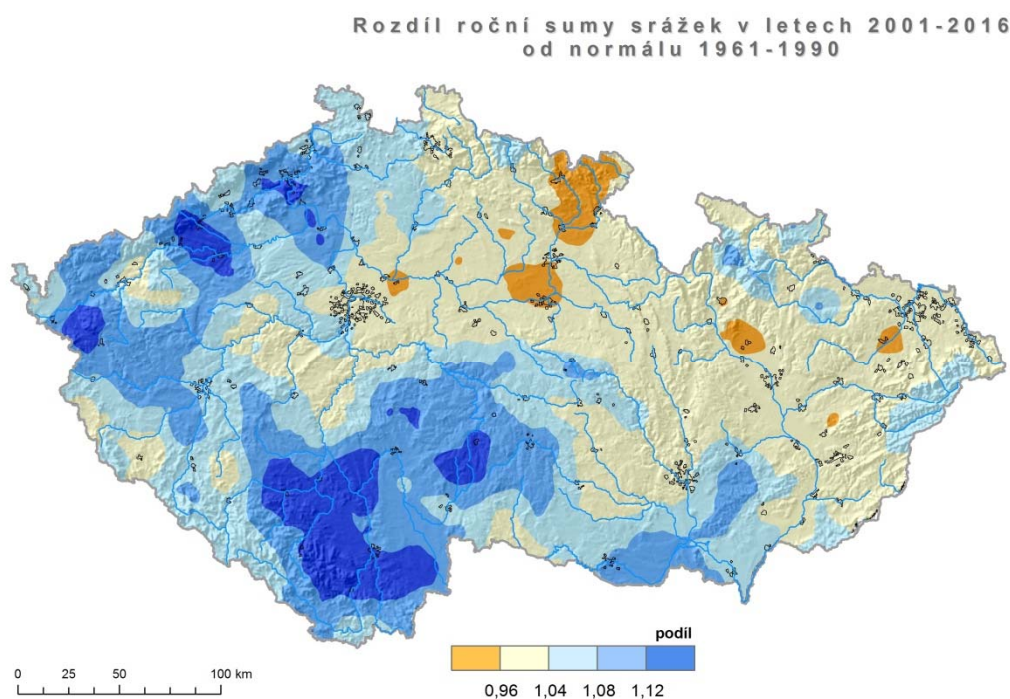 Rozdíl roční sumy srážek v letech 2001-2016
od normálu 1961-1990
podíl
0,96 1,04 1,08 1,12
0 25 50 100 km